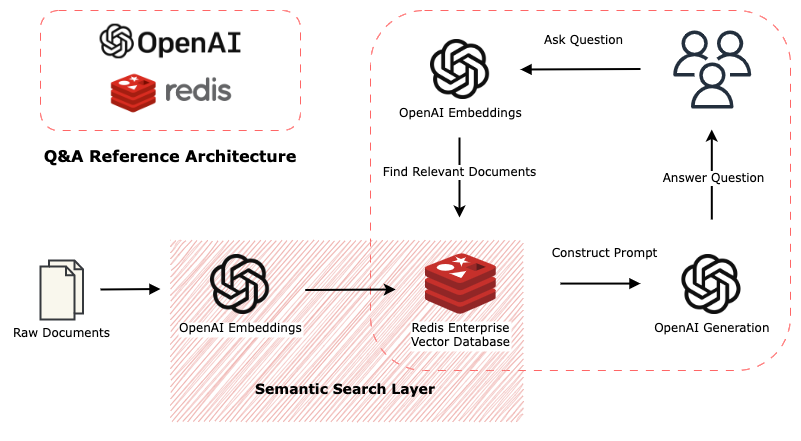 OpenAI
redis
Q&A Reference Architecture
Ask Question
OpenAI Embeddings
Find Relevant Documents
Answer Question
Construct Prompt
Raw Documents
OpenAI Embeddings
Redis Enterprise
Vector Database
OpenAI Generation
Semantic Search Layer